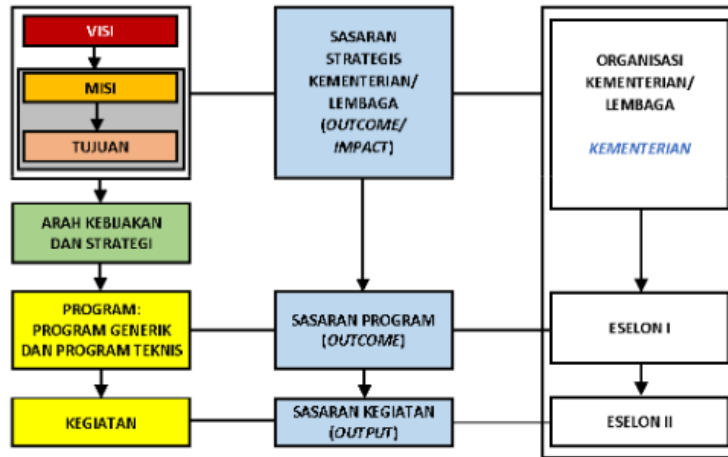 VISI
MISI
TUJUAN
ARAH KEBIJAKAN
DAN STRATEGI
PROGRAM:
PROGRAM GENERIK
DAN PROGRAM TEKNIS
KEGIATAN
SASARAN
STRATEGIS
KEMENTERIAN/
LEMBAGA
(OUTCOME/
IMPACT)
SASARAN PROGRAM
(OUTCOME)
SASARAN KEGIATAN
(OUTPUT)
ORGANISASI
KEMENTERIAN/
LEMBAGA
KEMENTERIAN
ESELON I
ESELON II